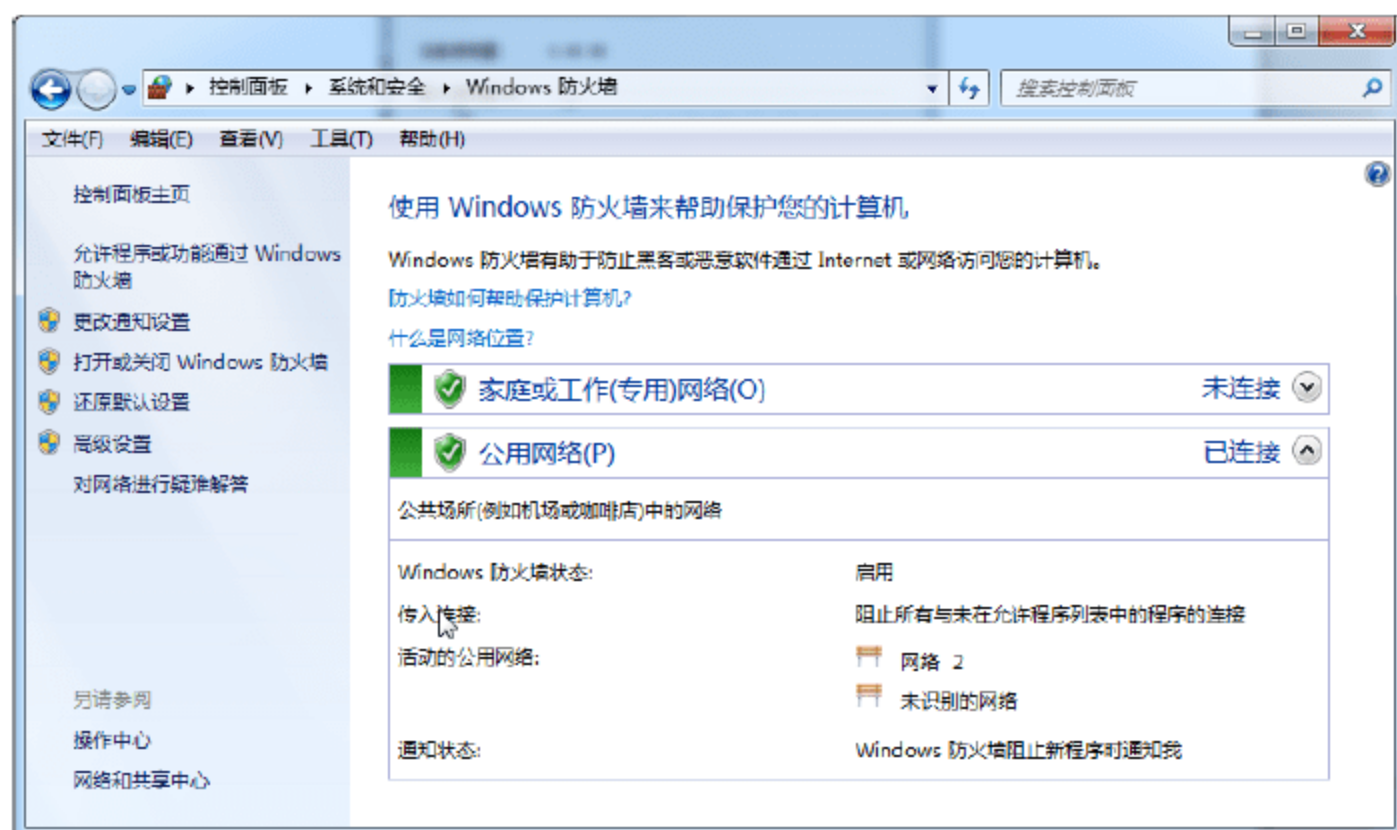 控制面板 系统和安全 Windows 防火墙
搜索控制面板
文件(F) 编辑(E) 查看(V) 工具(T) 帮助(H)
控制面板主页
允许程序或功能通过 Windows
防火墙
更改通知设置
打开或关闭 Windows 防火墙
还原默认设置
高级设置
对网络进行疑难解答
另请参阅
操作中心
网络和共享中心
使用 Windows 防火墙来帮助保护您的计算机
Windows 防火墙有助于防止黑客或恶意软件通过 Internet 或网络访问您的计算机。
防火墙如何帮助保护计算机?
什么是网络位置?
家庭或工作(专用)网络(O) 未连接
公用网络(P) 已连接
公共场所(例如机场或咖啡店)中的网络
Windows 防火墙状态: 启用
传入连接: 阻止所有与未在允许程序列表中的程序的连接
活动的公用网络: 网络 2
未识别的网络
通知状态: Windows 防火墙阻止新程序时通知我